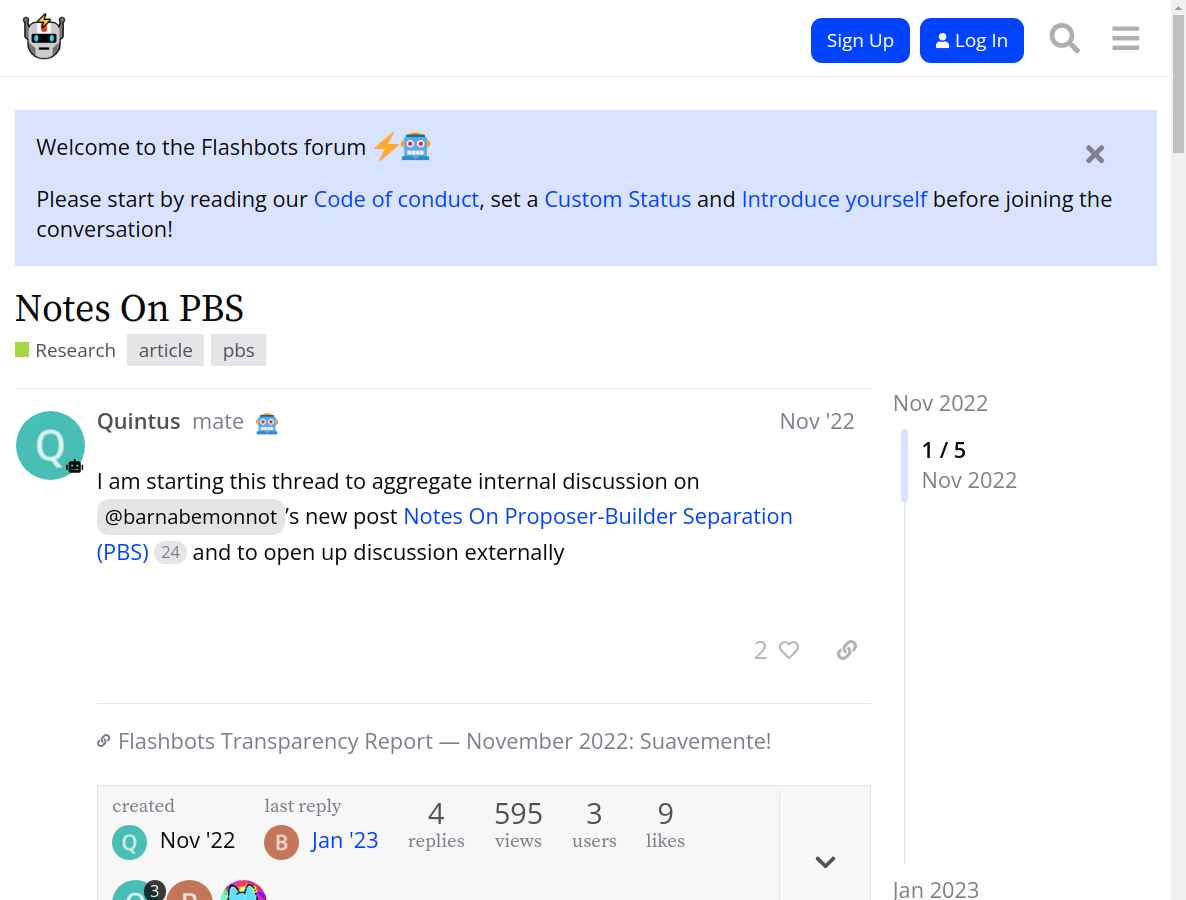 Sign Up
Log In
Welcome to the Flashbots forum
Please start by reading our Code of conduct, set a Custom Status and Introduce yourself before joining the
conversation!
Notes On PBS
Research article pbs
Quintus mate Nov '22
I am starting this thread to aggregate internal discussion on
@barnabemonnot's new post Notes On Proposer-Builder Separation
(PBS) 24 and to open up discussion externally
2
Flashbots Transparency Report — November 2022: Suavemente!
created last reply 4 595 3 9
Q Nov '22 B Jan '23 replies views users likes
3
Nov 2022
1 / 5
Nov 2022
Jan 2023